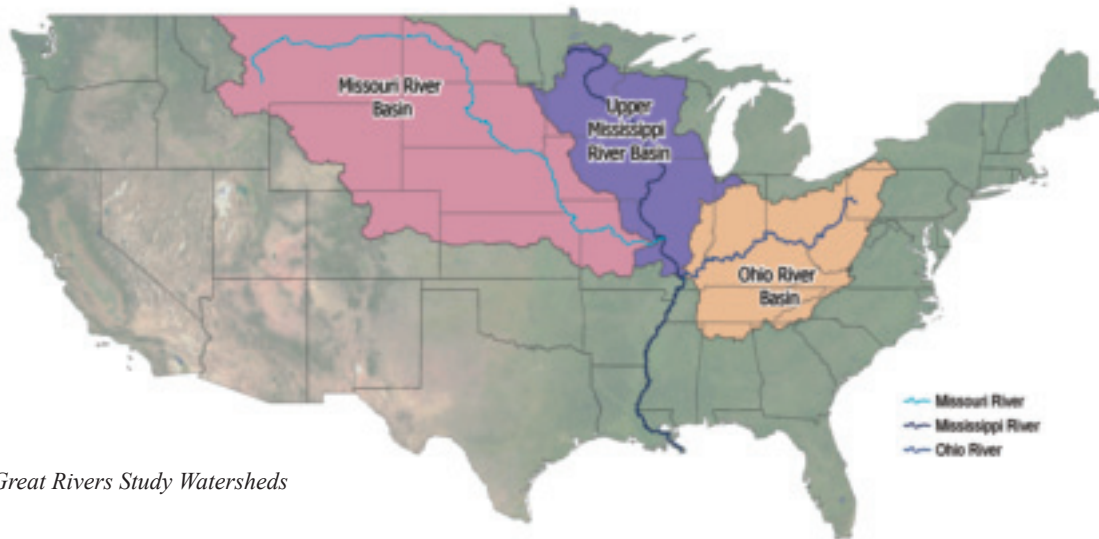 Missouri River
Basin
Upper
Mississippi
River Basin
Ohio River
Basin
Missouri River
Mississippi River
Ohio River
Great Rivers Study Watersheds